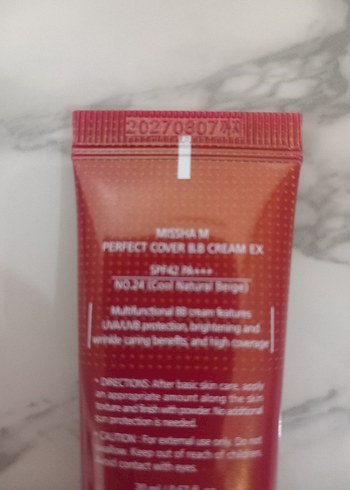 20270807
MISSHA M
PERFECT COVER B.B CREAM EX
SPF42 PA+++
NO.24 (Cool Natural Beige)
Multifunctional BB cream features
UVA/UVB protection, brightening and
wrinkle caring benefits, and high coverage
• DIRECTIONS: After basic skin care, apply
an appropriate amount along the skin
texture and finish with powder. No additional
sun protection is needed.
• CAUTION : For external use only. Do not
swallow. Keep out of reach of children.
Avoid contact with eyes.
20 ml /